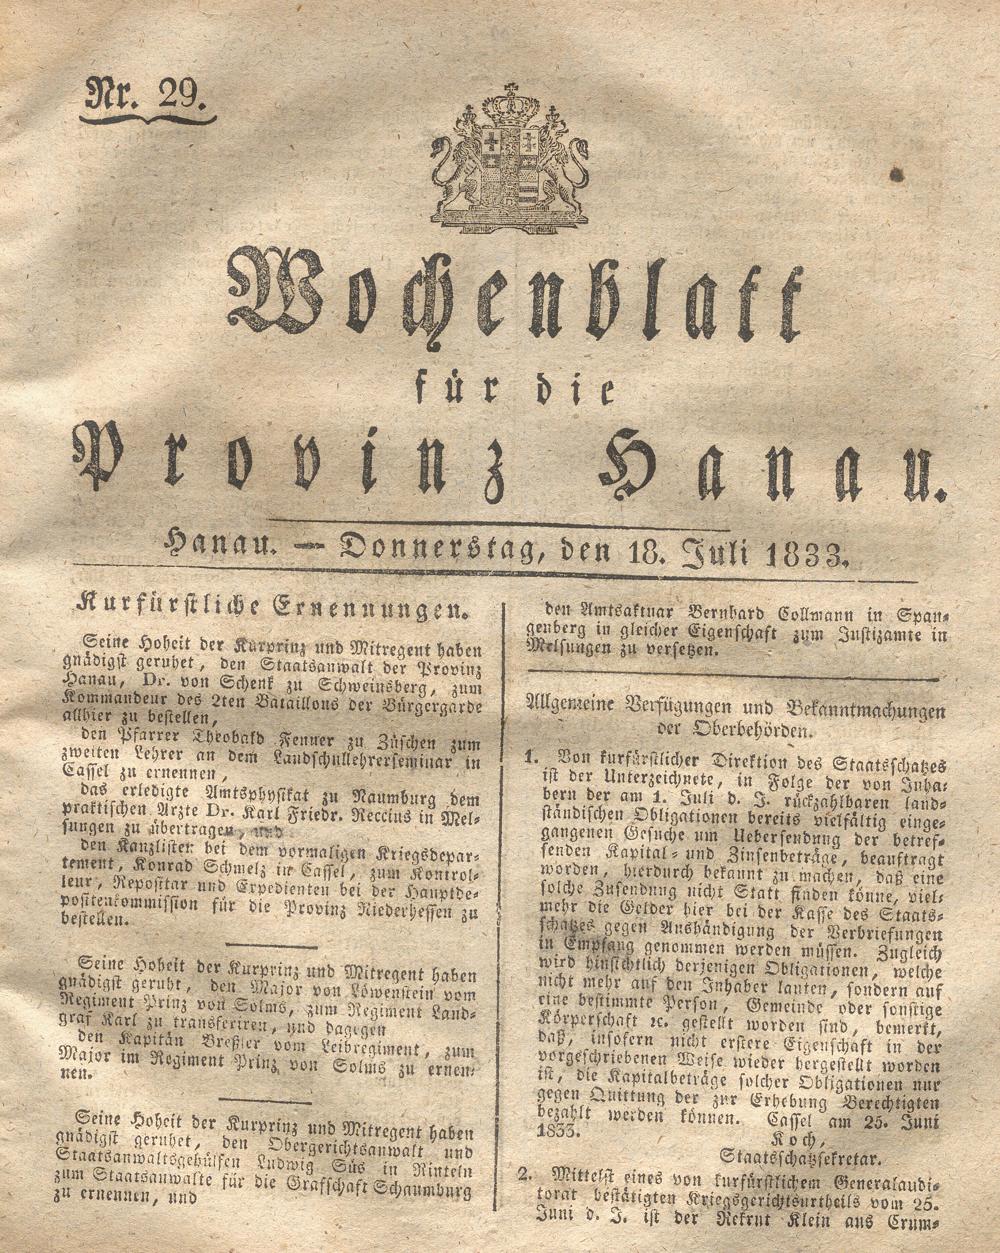 Nr. 29.
Wochenblatt
für die
Provinz Hanau.
Hanau. — Donnerstag, den 18. Juli 1833.
Kurfürstliche Ernennungen.
Seine Hoheit der Kurprinz und Mitregent haben
gnädigst geruhet, den Staatsanwalt der Provinz
Hanau, Dr. von Schenk zu Schweinsberg, zum
Kommandeur des 2ten Bataillons der Bürgergarde
allhier zu bestellen,
den Pfarrer Theobald Fenner zu Züschen zum
zweiten Lehrer an dem Landschullehrerseminar in
Cassel zu ernennen,
das erledigte Amtsphysikat zu Naumburg dem
praktischen Arzte Dr. Karl Friedr. Reccius in Mel-
sungen zu übertragen, und
den Kanzlisten bei dem vormaligen Kriegsdepar-
tement, Konrad Schmelz in Cassel, zum Kontrol-
leur, Repositar und Expedienten bei der Hauptde-
positenkommission für die Provinz Niederhessen zu
bestellen.
Seine Hoheit der Kurprinz und Mitregent haben
gnädigst geruht, den Major von Löwenstein vom
Regiment Prinz von Solms, zum Regiment Land-
graf Karl zu transferiren, und dagegen
den Kapitän Breßler vom Leibregiment, zum
Major im Regiment Prinz von Solms zu ernen-
nen.
Seine Hoheit der Kurprinz und Mitregent haben
gnädigst geruhet, den Obergerichtsanwalt und
Staatsanwaltsgehülfen Ludwig Süs in Rinteln
zum Staatsanwalte für die Grafschaft Schaumburg
zu ernennen, und
den Amtsaktuar Bernhard Collmann in Span-
genberg in gleicher Eigenschaft zum Justizamte in
Melsungen zu versetzen.
Allgemeine Verfügungen und Bekanntmachungen
der Oberbehörden.
1. Von kurfürstlicher Direktion des Staatschatzes
ist der Unterzeichnete, in Folge der von Inha-
bern der am 1. Juli d. J. rückzahlbaren land-
ständischen Obligationen bereits vielfältig einge-
gangenen Gesuche um Uebersendung der betref-
fenden Kapital- und Zinsenbeträge, beauftragt
worden, hierdurch bekannt zu machen, daß eine
solche Zusendung nicht Statt finden könne, viel-
mehr die Gelder hier bei der Kasse des Staats-
schatzes gegen Aushändigung der Verbriefungen
in Empfang genommen werden müssen. Zugleich
wird hinsichtlich derjenigen Obligationen, welche
nicht mehr auf den Inhaber lauten, sondern auf
eine bestimmte Person, Gemeinde oder sonstige
Körperschaft ꝛc. gestellt worden sind, bemerkt,
daß, insofern nicht erstere Eigenschaft in der
vorgeschriebenen Weise wieder hergestellt worden
ist, die Kapitalbeträge solcher Obligationen nur
gegen Quittung der zur Erhebung Berechtigten
bezahlt werden können. Cassel am 25. Juni
1833.
Koch,
Staatsschatzsekretar.
2. Mittelst eines von kurfürstlichem Generalaudi-
torat bestätigten Kriegsgerichtsurtheils vom 25.
Juni d. J. ist der Rekrut Klein aus Crum-